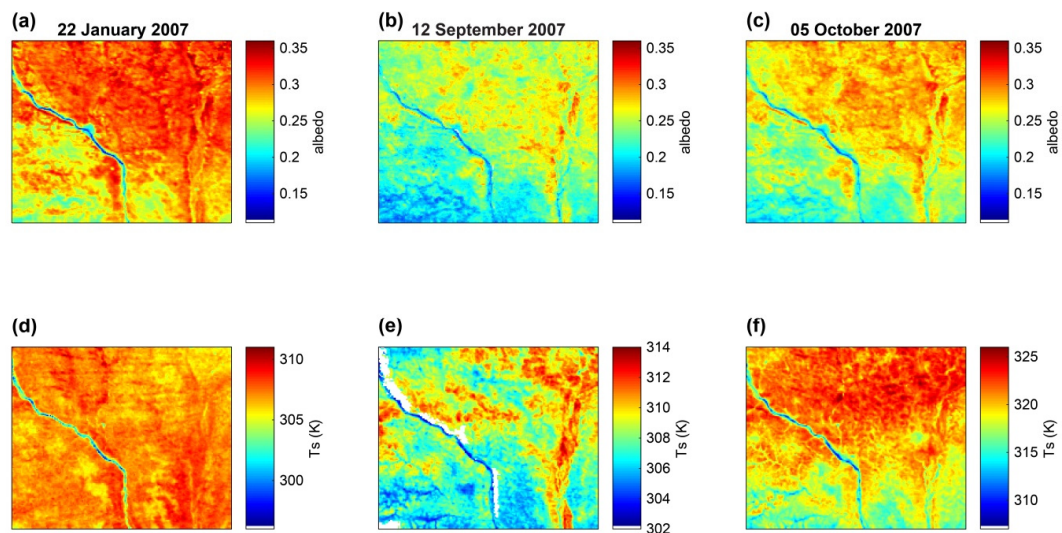 (a) 22 January 2007
(b) 12 September 2007
(c) 05 October 2007
0.35
0.3
0.25
0.2
0.15
albedo
0.35
0.3
0.25
0.2
0.15
albedo
0.35
0.3
0.25
0.2
0.15
albedo
(d)
310
305
300
Ts (K)
(e)
314
312
310
308
306
304
302
Ts (K)
(f)
325
320
315
310
Ts (K)